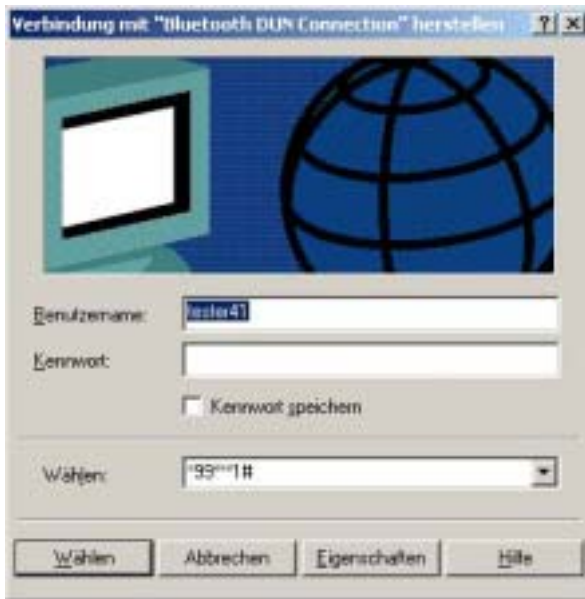 Verbindung mit "Bluetooth DUN Connection" herstellen
Benutzername: tester41
Kennwort:
Kennwort speichern
Wählen: *99***1#
Wählen Abbrechen Eigenschaften Hilfe